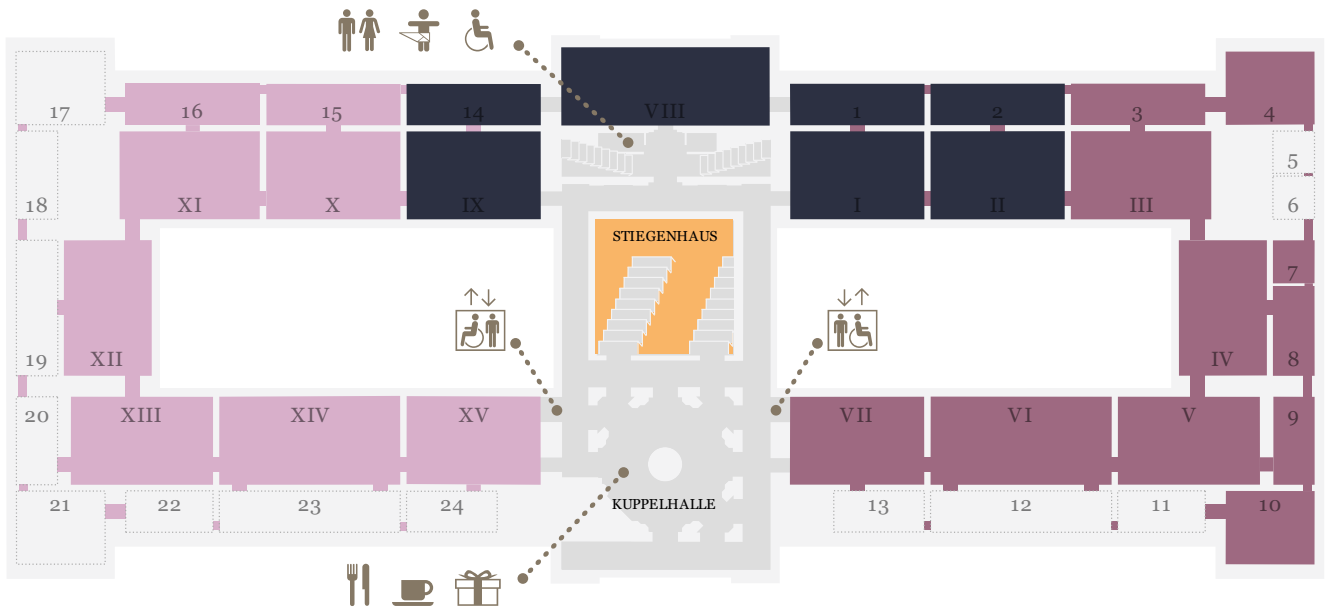 17
16
15
14
VIII
1
2
3
4
5
18
XI
X
IX
I
II
III
6
STIEGENHAUS
7
19
XII
IV
8
20
XIII
XIV
XV
VII
VI
V
9
21
22
23
24
KUPPELHALLE
13
12
11
10